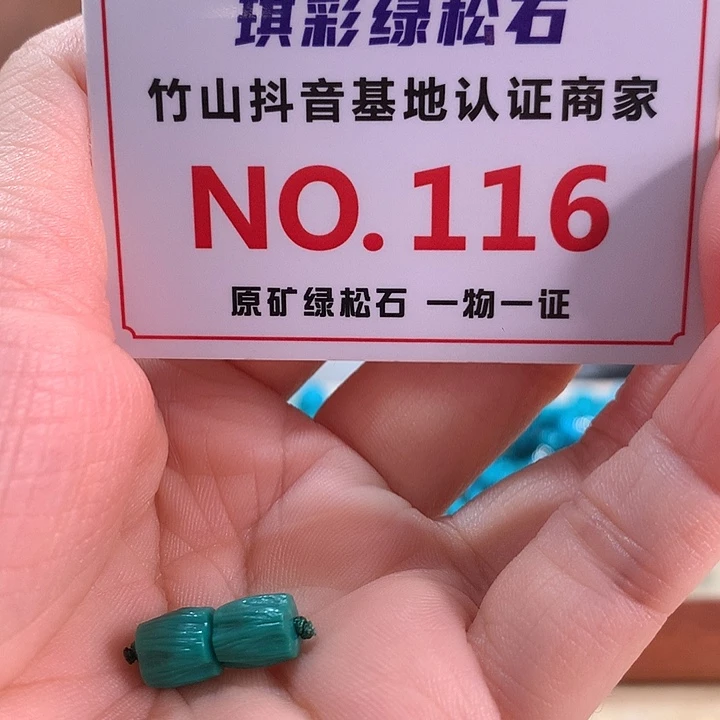 琪彩绿松石
竹山抖音基地认证商家
NO.116
原矿绿松石 一物一证